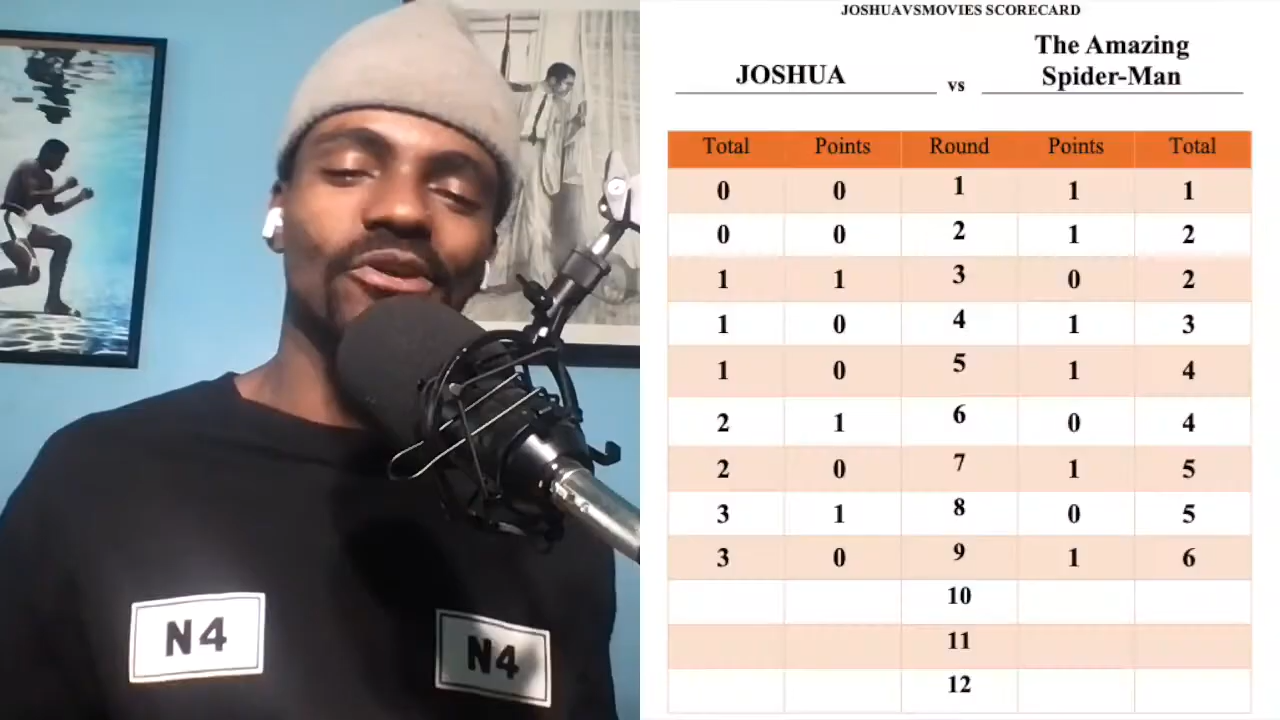 JOSHUAVSMOVIES SCORECARD
JOSHUA vs The Amazing
Spider-Man
Total Points Round Points Total
0 0 1 1 1
0 0 2 1 2
1 1 3 0 2
1 0 4 1 3
1 0 5 1 4
2 1 6 0 4
2 0 7 1 5
3 1 8 0 5
3 0 9 1 6
10
11
12
N4
N4